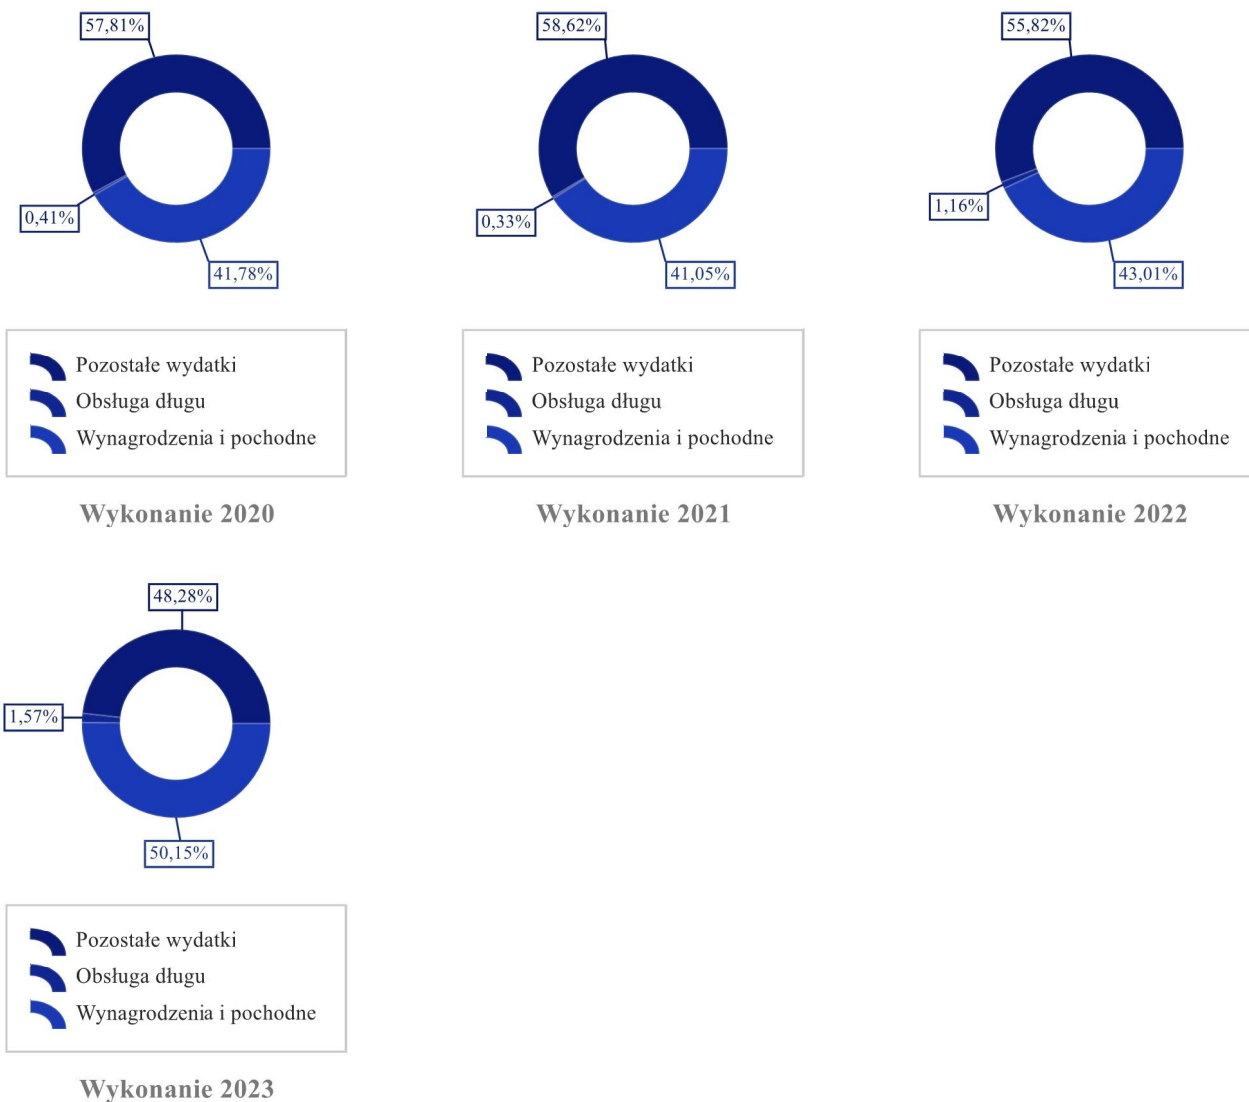 57,81%
0,41%
41,78%
Pozostałe wydatki
Obsługa długu
Wynagrodzenia i pochodne
Wykonanie 2020
58,62%
0,33%
41,05%
Pozostałe wydatki
Obsługa długu
Wynagrodzenia i pochodne
Wykonanie 2021
55,82%
1,16%
43,01%
Pozostałe wydatki
Obsługa długu
Wynagrodzenia i pochodne
Wykonanie 2022
48,28%
1,57%
50,15%
Pozostałe wydatki
Obsługa długu
Wynagrodzenia i pochodne
Wykonanie 2023